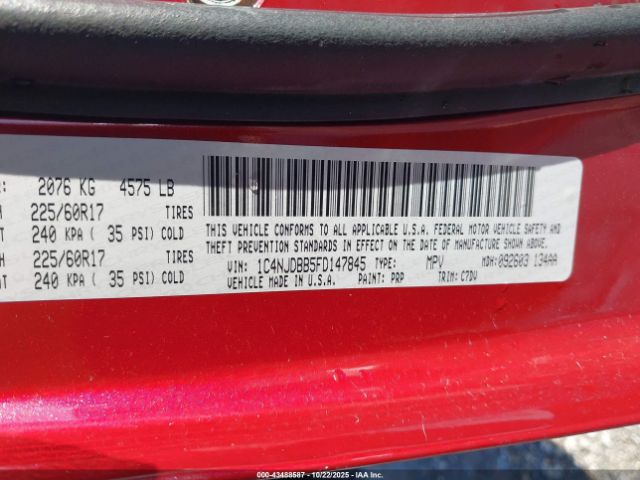 2076 KG 4575 LB
225/60R17 TIRES
240 KPA ( 35 PSI) COLD
225/60R17 TIRES
240 KPA ( 35 PSI) COLD
THIS VEHICLE CONFORMS TO ALL APPLICABLE U.S.A. FEDERAL MOTOR VEHICLE SAFETY AND
THEFT PREVENTION STANDARDS IN EFFECT ON THE DATE OF MANUFACTURE SHOWN ABOVE.
VIN: 1C4NJDBB5FD147845 TYPE: MPV MDH:092603 134AA
VEHICLE MADE IN U.S.A. PAINT: PRP TRIM: C7DV
© 43488587 - 10/22/2025 - IAA Inc.